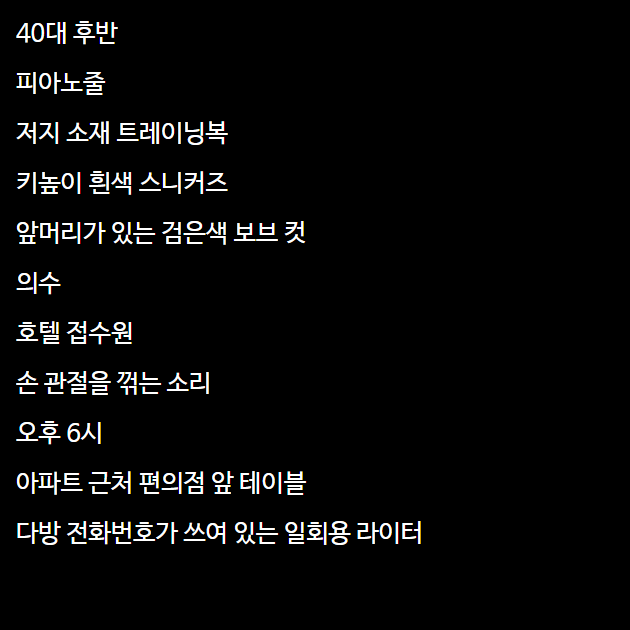 40대 후반
피아노줄
저지 소재 트레이닝복
키높이 흰색 스니커즈
앞머리가 있는 검은색 보브 컷
의수
호텔 접수원
손 관절을 꺾는 소리
오후 6시
아파트 근처 편의점 앞 테이블
다방 전화번호가 쓰여 있는 일회용 라이터